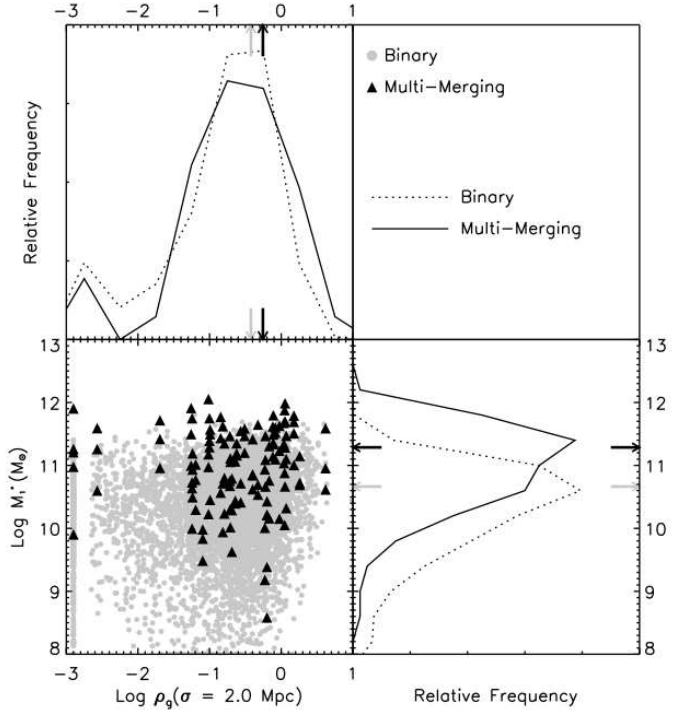 -3 -2 -1 0 1
Relative Frequency
Binary
Multi-Merging
Binary
Multi-Merging
13
12
11
10
9
8
Log M₁*(M⊙)
13
12
11
10
9
8
-3 -2 -1 0 1
Log ρg(σ = 2.0 Mpc)
Relative Frequency